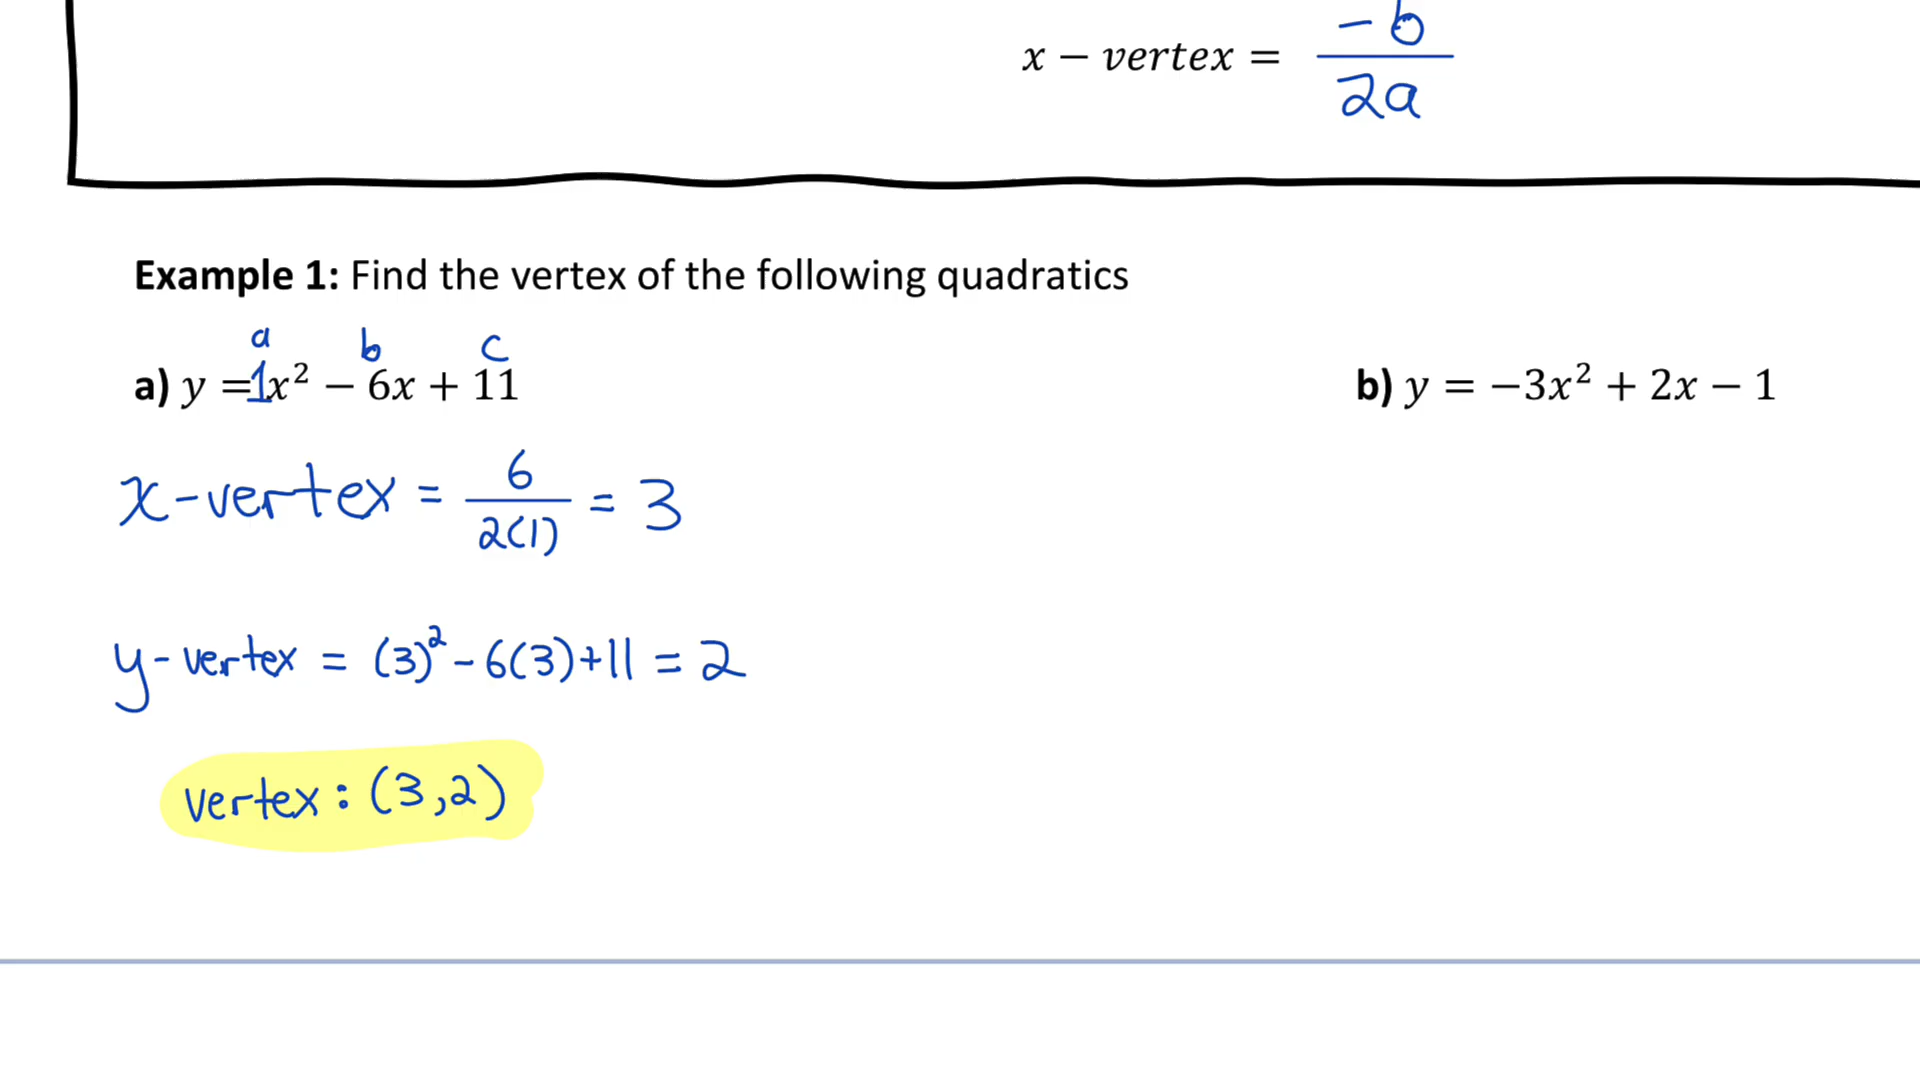 x − vertex = -b/2a
Example 1: Find the vertex of the following quadratics
a b c
a) y = 1x² − 6x + 11
b) y = −3x² + 2x − 1
x-vertex = 6/2(1) = 3
y-vertex = (3)² - 6(3) + 11 = 2
vertex: (3,2)